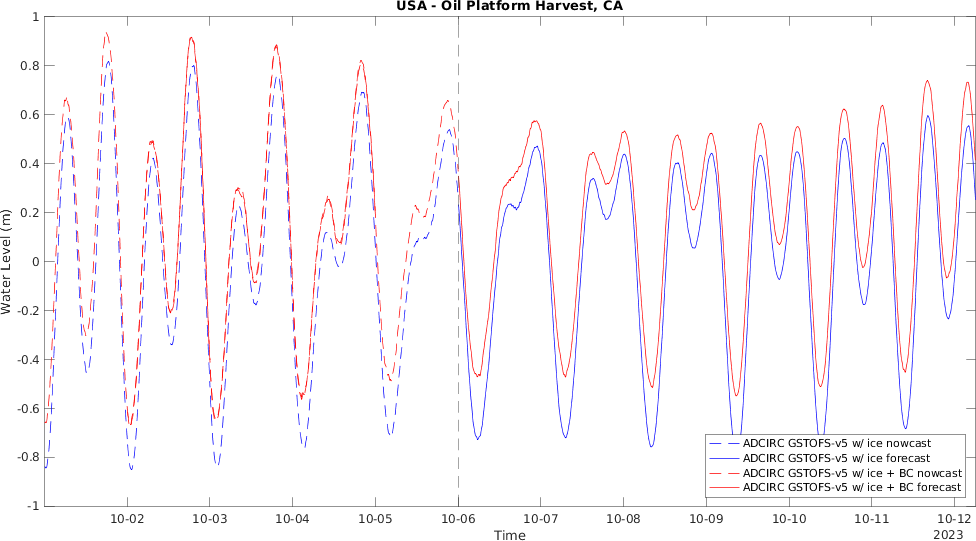 USA - Oil Platform Harvest, CA
1
0.8
0.6
0.4
0.2
0
-0.2
-0.4
-0.6
-0.8
-1
Water Level (m)
ADCIRC GSTOFS-v5 w/ ice nowcast
ADCIRC GSTOFS-v5 w/ ice forecast
ADCIRC GSTOFS-v5 w/ ice + BC nowcast
ADCIRC GSTOFS-v5 w/ ice + BC forecast
10-02 10-03 10-04 10-05 10-06 10-07 10-08 10-09 10-10 10-11 10-12
2023
Time